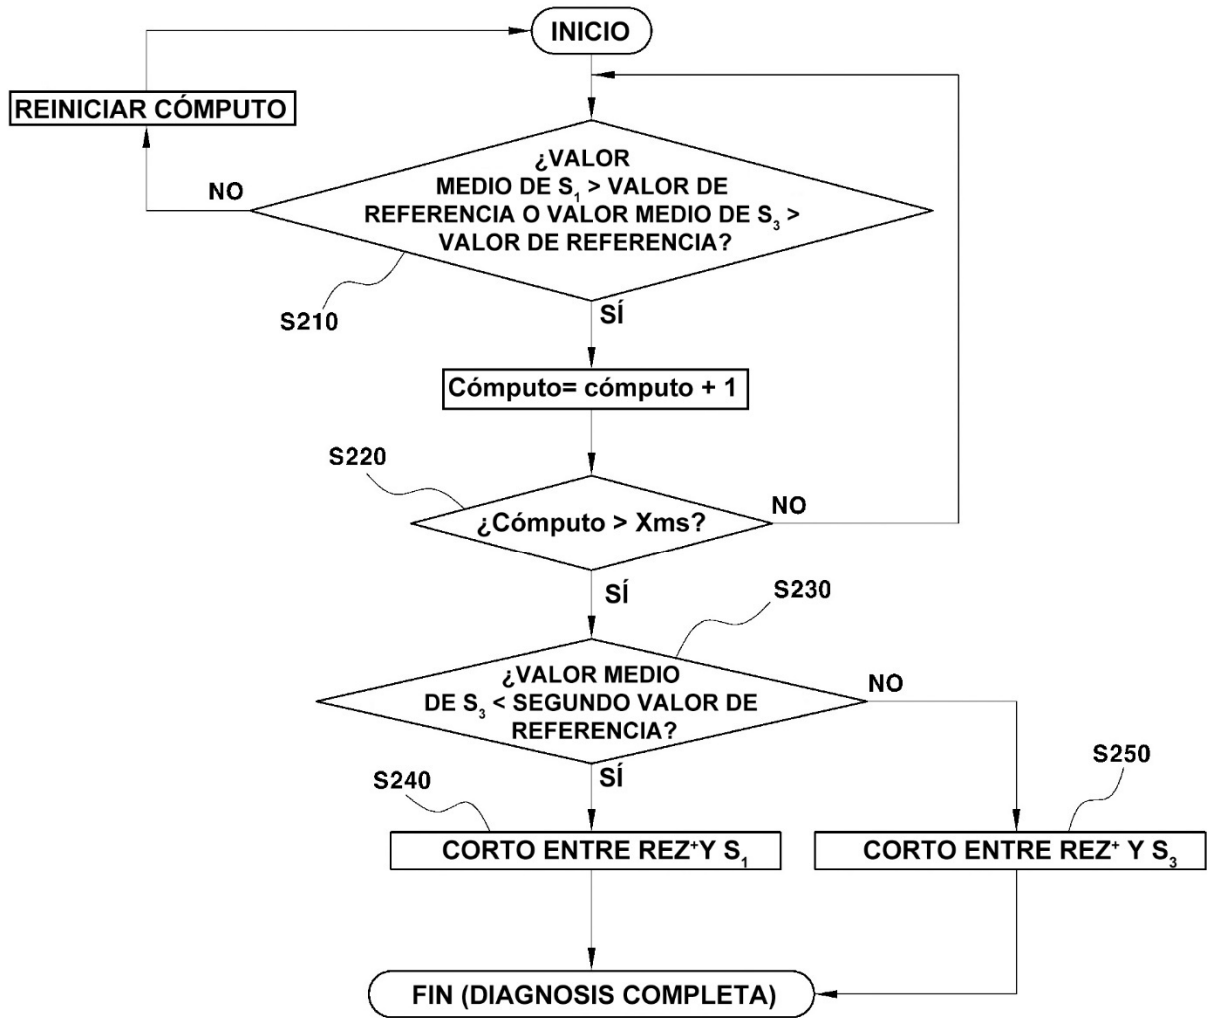 INICIO
REINICIAR CÓMPUTO
¿VALOR
MEDIO DE S₁ > VALOR DE
REFERENCIA O VALOR MEDIO DE S₃ >
VALOR DE REFERENCIA?
NO
S210
SÍ
Cómputo= cómputo + 1
S220
¿Cómputo > Xms?
NO
SÍ
S230
¿VALOR MEDIO
DE S₃ < SEGUNDO VALOR DE
REFERENCIA?
NO
SÍ
S240
S250
CORTO ENTRE REZ⁺Y S₁
CORTO ENTRE REZ⁺ Y S₃
FIN (DIAGNOSIS COMPLETA)